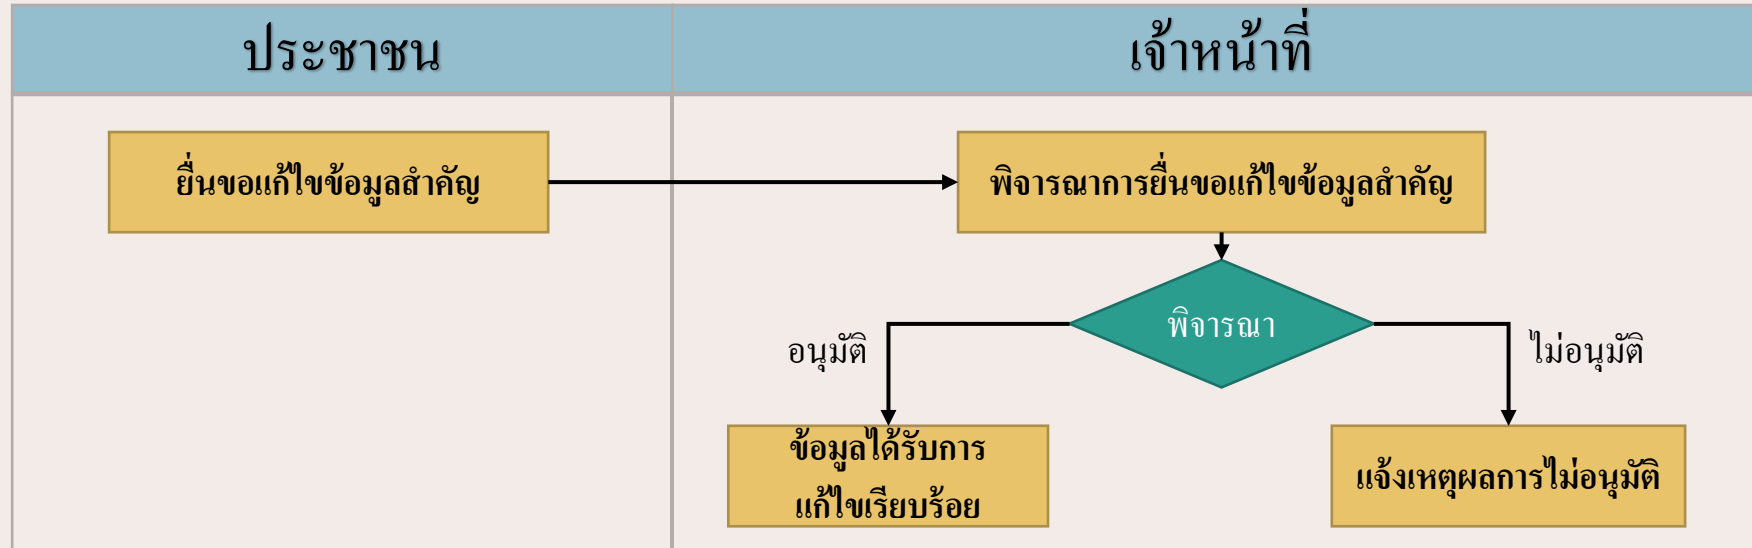 ประชาชน
เจ้าหน้าที่
ยื่นขอแก้ไขข้อมูลสำคัญ
พิจารณาการยื่นขอแก้ไขข้อมูลสำคัญ
พิจารณา
อนุมัติ
ไม่อนุมัติ
ข้อมูลได้รับการ
แก้ไขเรียบร้อย
แจ้งเหตุผลการไม่อนุมัติ